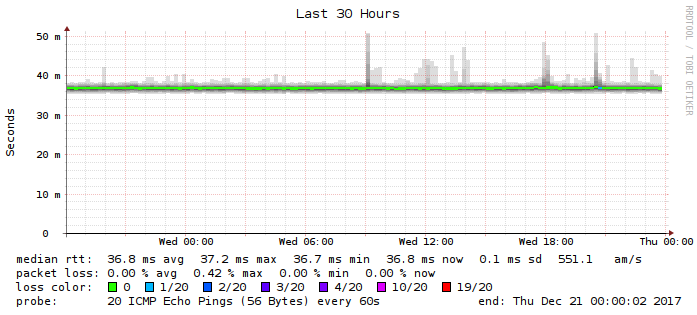 Last 30 Hours
RRDTOOL / TOBI OETIKER
Seconds
50 m
40 m
30 m
20 m
10 m
0
Wed 00:00 Wed 06:00 Wed 12:00 Wed 18:00 Thu 00:00
median rtt: 36.8 ms avg 37.2 ms max 36.7 ms min 36.8 ms now 0.1 ms sd 551.1 am/s
packet loss: 0.00 % avg 0.42 % max 0.00 % min 0.00 % now
loss color: 0 1/20 2/20 3/20 4/20 10/20 19/20
probe: 20 ICMP Echo Pings (56 Bytes) every 60s end: Thu Dec 21 00:00:02 2017